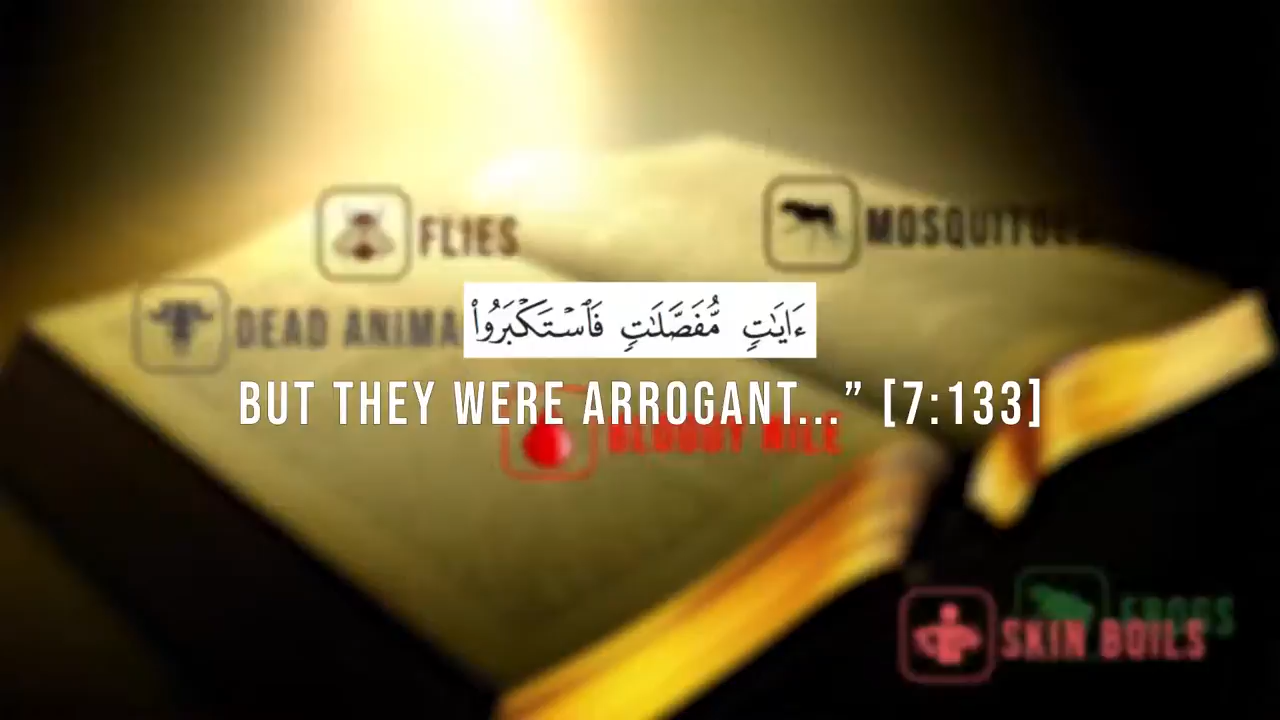 FLIES
MOSQUITOES
DEAD ANIMA
ءَايَٰتٍ مُّفَصَّلَٰتٍ فَٱسْتَكْبَرُوا۟
BUT THEY WERE ARROGANT...” [7:133]
BLOODY NILE
FROGS
SKIN BOILS